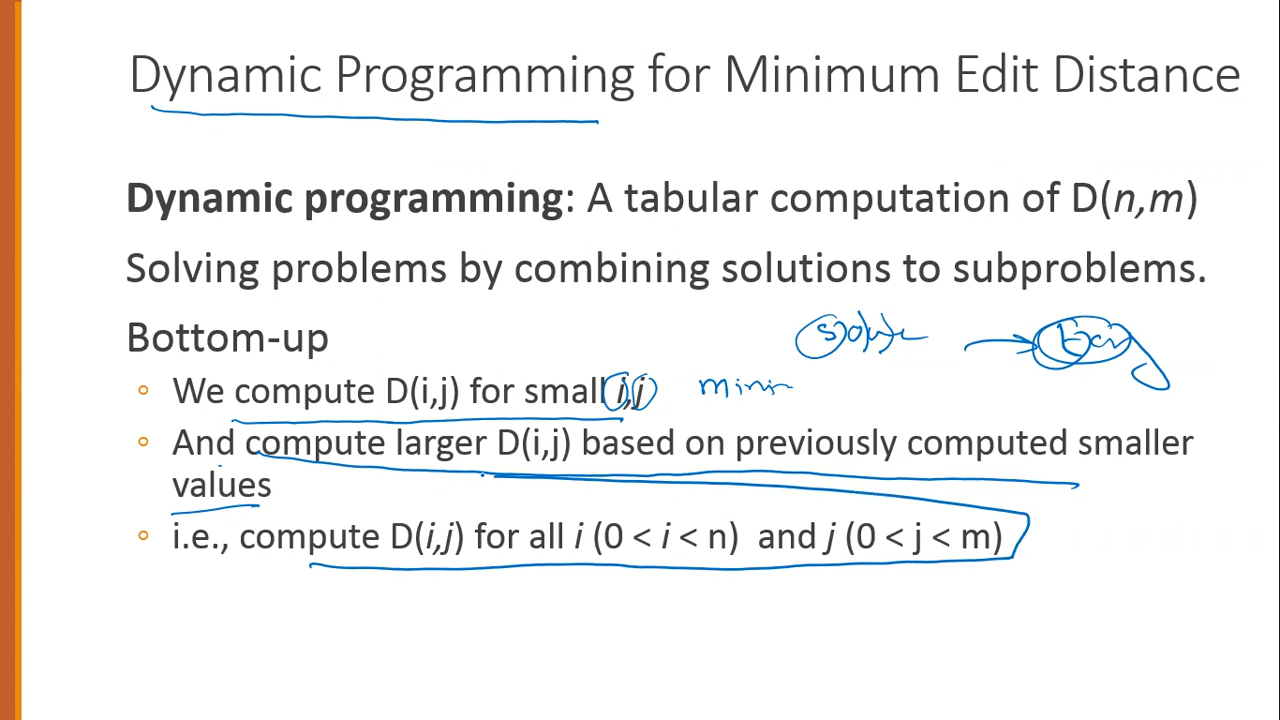 Dynamic Programming for Minimum Edit Distance
Dynamic programming: A tabular computation of D(n,m)
Solving problems by combining solutions to subproblems.
Bottom-up
We compute D(i,j) for small i,j mini
And compute larger D(i,j) based on previously computed smaller
values
i.e., compute D(i,j) for all i (0 < i < n) and j (0 < j < m)